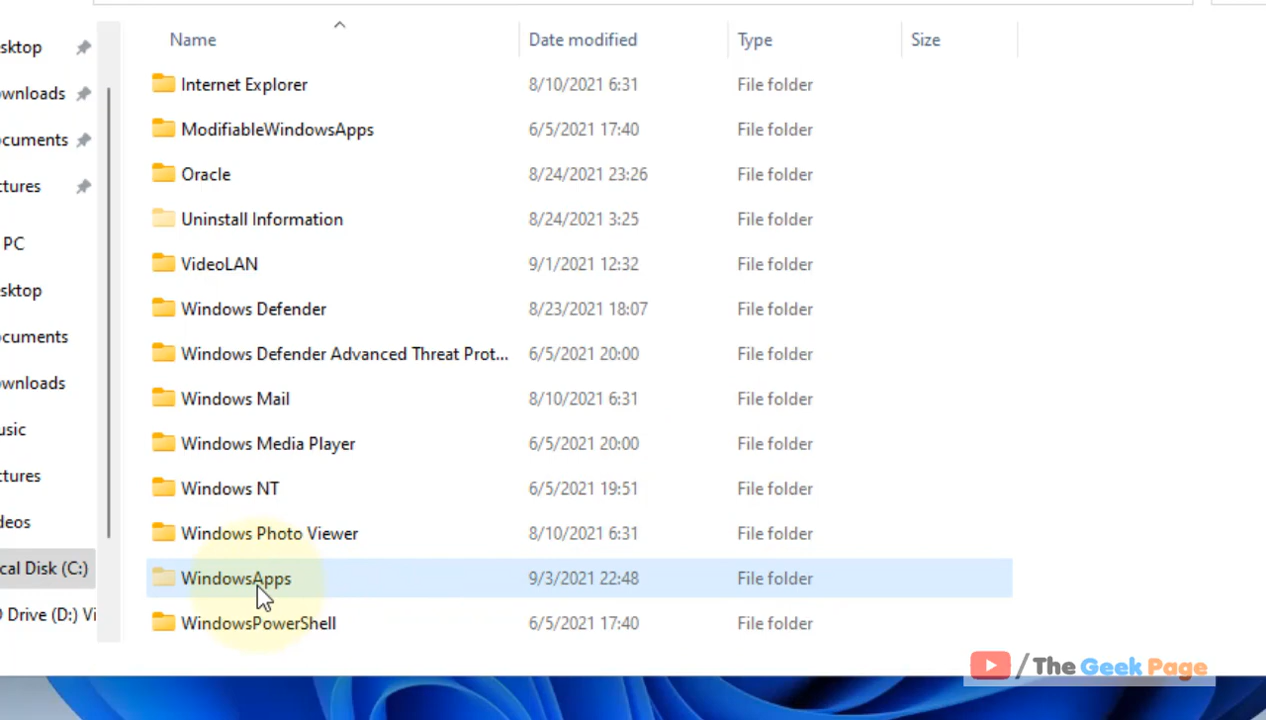 Name Date modified Type Size
Internet Explorer 8/10/2021 6:31 File folder
ModifiableWindowsApps 6/5/2021 17:40 File folder
Oracle 8/24/2021 23:26 File folder
Uninstall Information 8/24/2021 3:25 File folder
VideoLAN 9/1/2021 12:32 File folder
Windows Defender 8/23/2021 18:07 File folder
Windows Defender Advanced Threat Prot... 6/5/2021 20:00 File folder
Windows Mail 8/10/2021 6:31 File folder
Windows Media Player 6/5/2021 20:00 File folder
Windows NT 6/5/2021 19:51 File folder
Windows Photo Viewer 8/10/2021 6:31 File folder
WindowsApps 9/3/2021 22:48 File folder
WindowsPowerShell 6/5/2021 17:40 File folder
sktop
ownloads
ocuments
ctures
PC
esktop
ocuments
ownloads
usic
ctures
deos
cal Disk (C:)
D Drive (D:) Vi
/The Geek Page